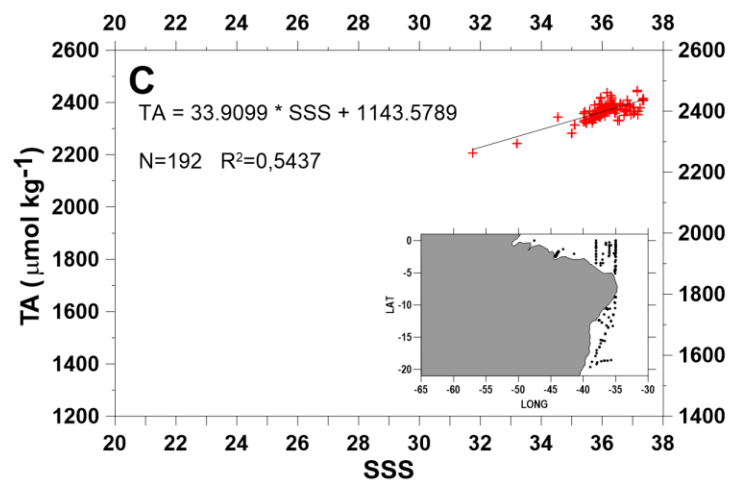 20 22 24 26 28 30 32 34 36 38
2600 2600
C
TA = 33.9099 * SSS + 1143.5789
N=192 R²=0,5437
2400 2400
2200 2200
2000 2000
1800 1800
1600 1600
1400
1200 1400
TA (μmol kg⁻¹)
0
-5
-10
-15
-20
LAT
-65 -60 -55 -50 -45 -40 -35 -30
LONG
20 22 24 26 28 30 32 34 36 38
SSS